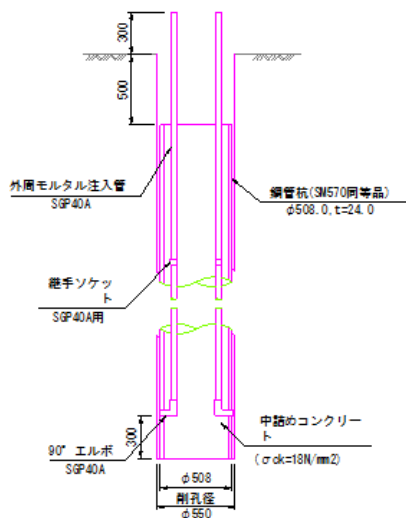 300
500
外周モルタル注入管
SGP40A
鋼管杭(SM570同等品)
φ508.0,t=24.0
継手ソケッ
ト
SGP40A用
300
90° エルボ
SGP40A
中詰めコンクリー
ト
(σck=18N/mm2)
φ508
削孔径
φ550